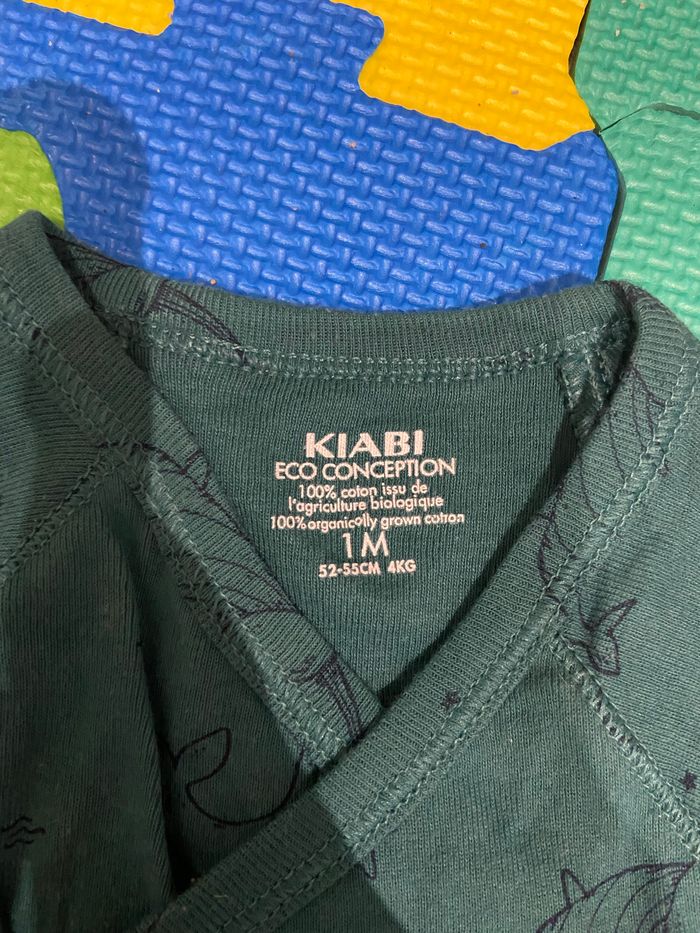 KIABI
ECO CONCEPTION
100% coton issu de
l'agriculture biologique
100% organically grown cotton
1M
52-55CM 4KG